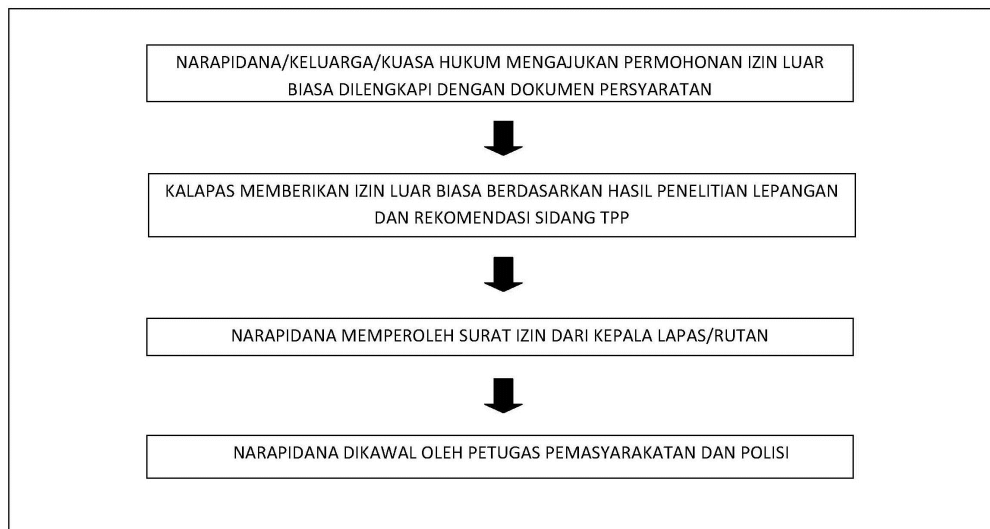 NARAPIDANA/KELUARGA/KUASA HUKUM MENGAJUKAN PERMOHONAN IZIN LUAR
BIASA DILENGKAPI DENGAN DOKUMEN PERSYARATAN
KALAPAS MEMBERIKAN IZIN LUAR BIASA BERDASARKAN HASIL PENELITIAN LEPANGAN
DAN REKOMENDASI SIDANG TPP
NARAPIDANA MEMPEROLEH SURAT IZIN DARI KEPALA LAPAS/RUTAN
NARAPIDANA DIKAWAL OLEH PETUGAS PEMASYARAKATAN DAN POLISI